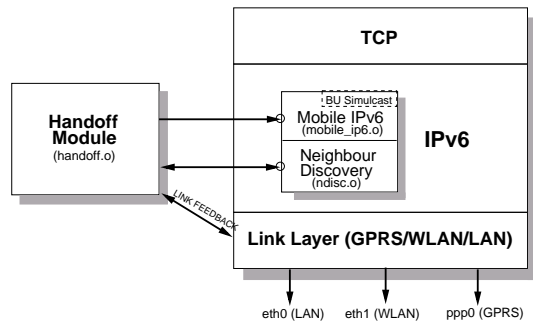 TCP
BU Simulcast
Mobile IPv6
(mobile_ip6.o)
Handoff
Module
(handoff.o)
IPv6
Neighbour
Discovery
(ndisc.o)
LINK FEEDBACK
Link Layer (GPRS/WLAN/LAN)
eth0 (LAN)
eth1 (WLAN)
ppp0 (GPRS)